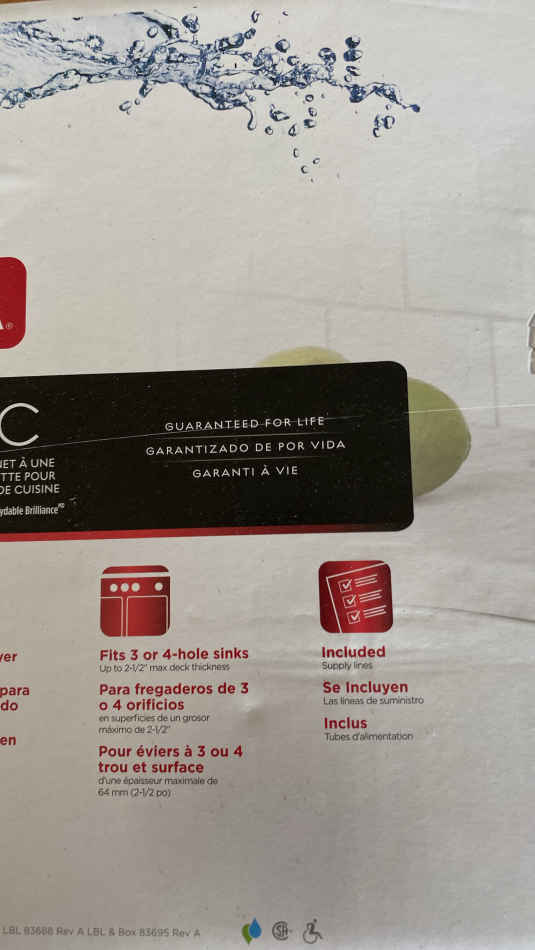 ®
C
GUARANTEED FOR LIFE
GARANTIZADO DE POR VIDA
GARANTI À VIE
À UNE
POUR
DE CUISINE
Brilliance
Fits 3 or 4-hole sinks
Up to 2-1/2" max deck thickness
Para fregaderos de 3
o 4 orificios
en superficies de un grosor
máximo de 2-1/2"
Pour éviers à 3 ou 4
trou et surface
d'une épaisseur maximale de
64 mm (2-1/2 po)
Included
Supply lines
Se Incluyen
Las líneas de suministro
Inclus
Tubes d'alimentation
para
en
LBL 83688 Rev A LBL & Box 83695 Rev A